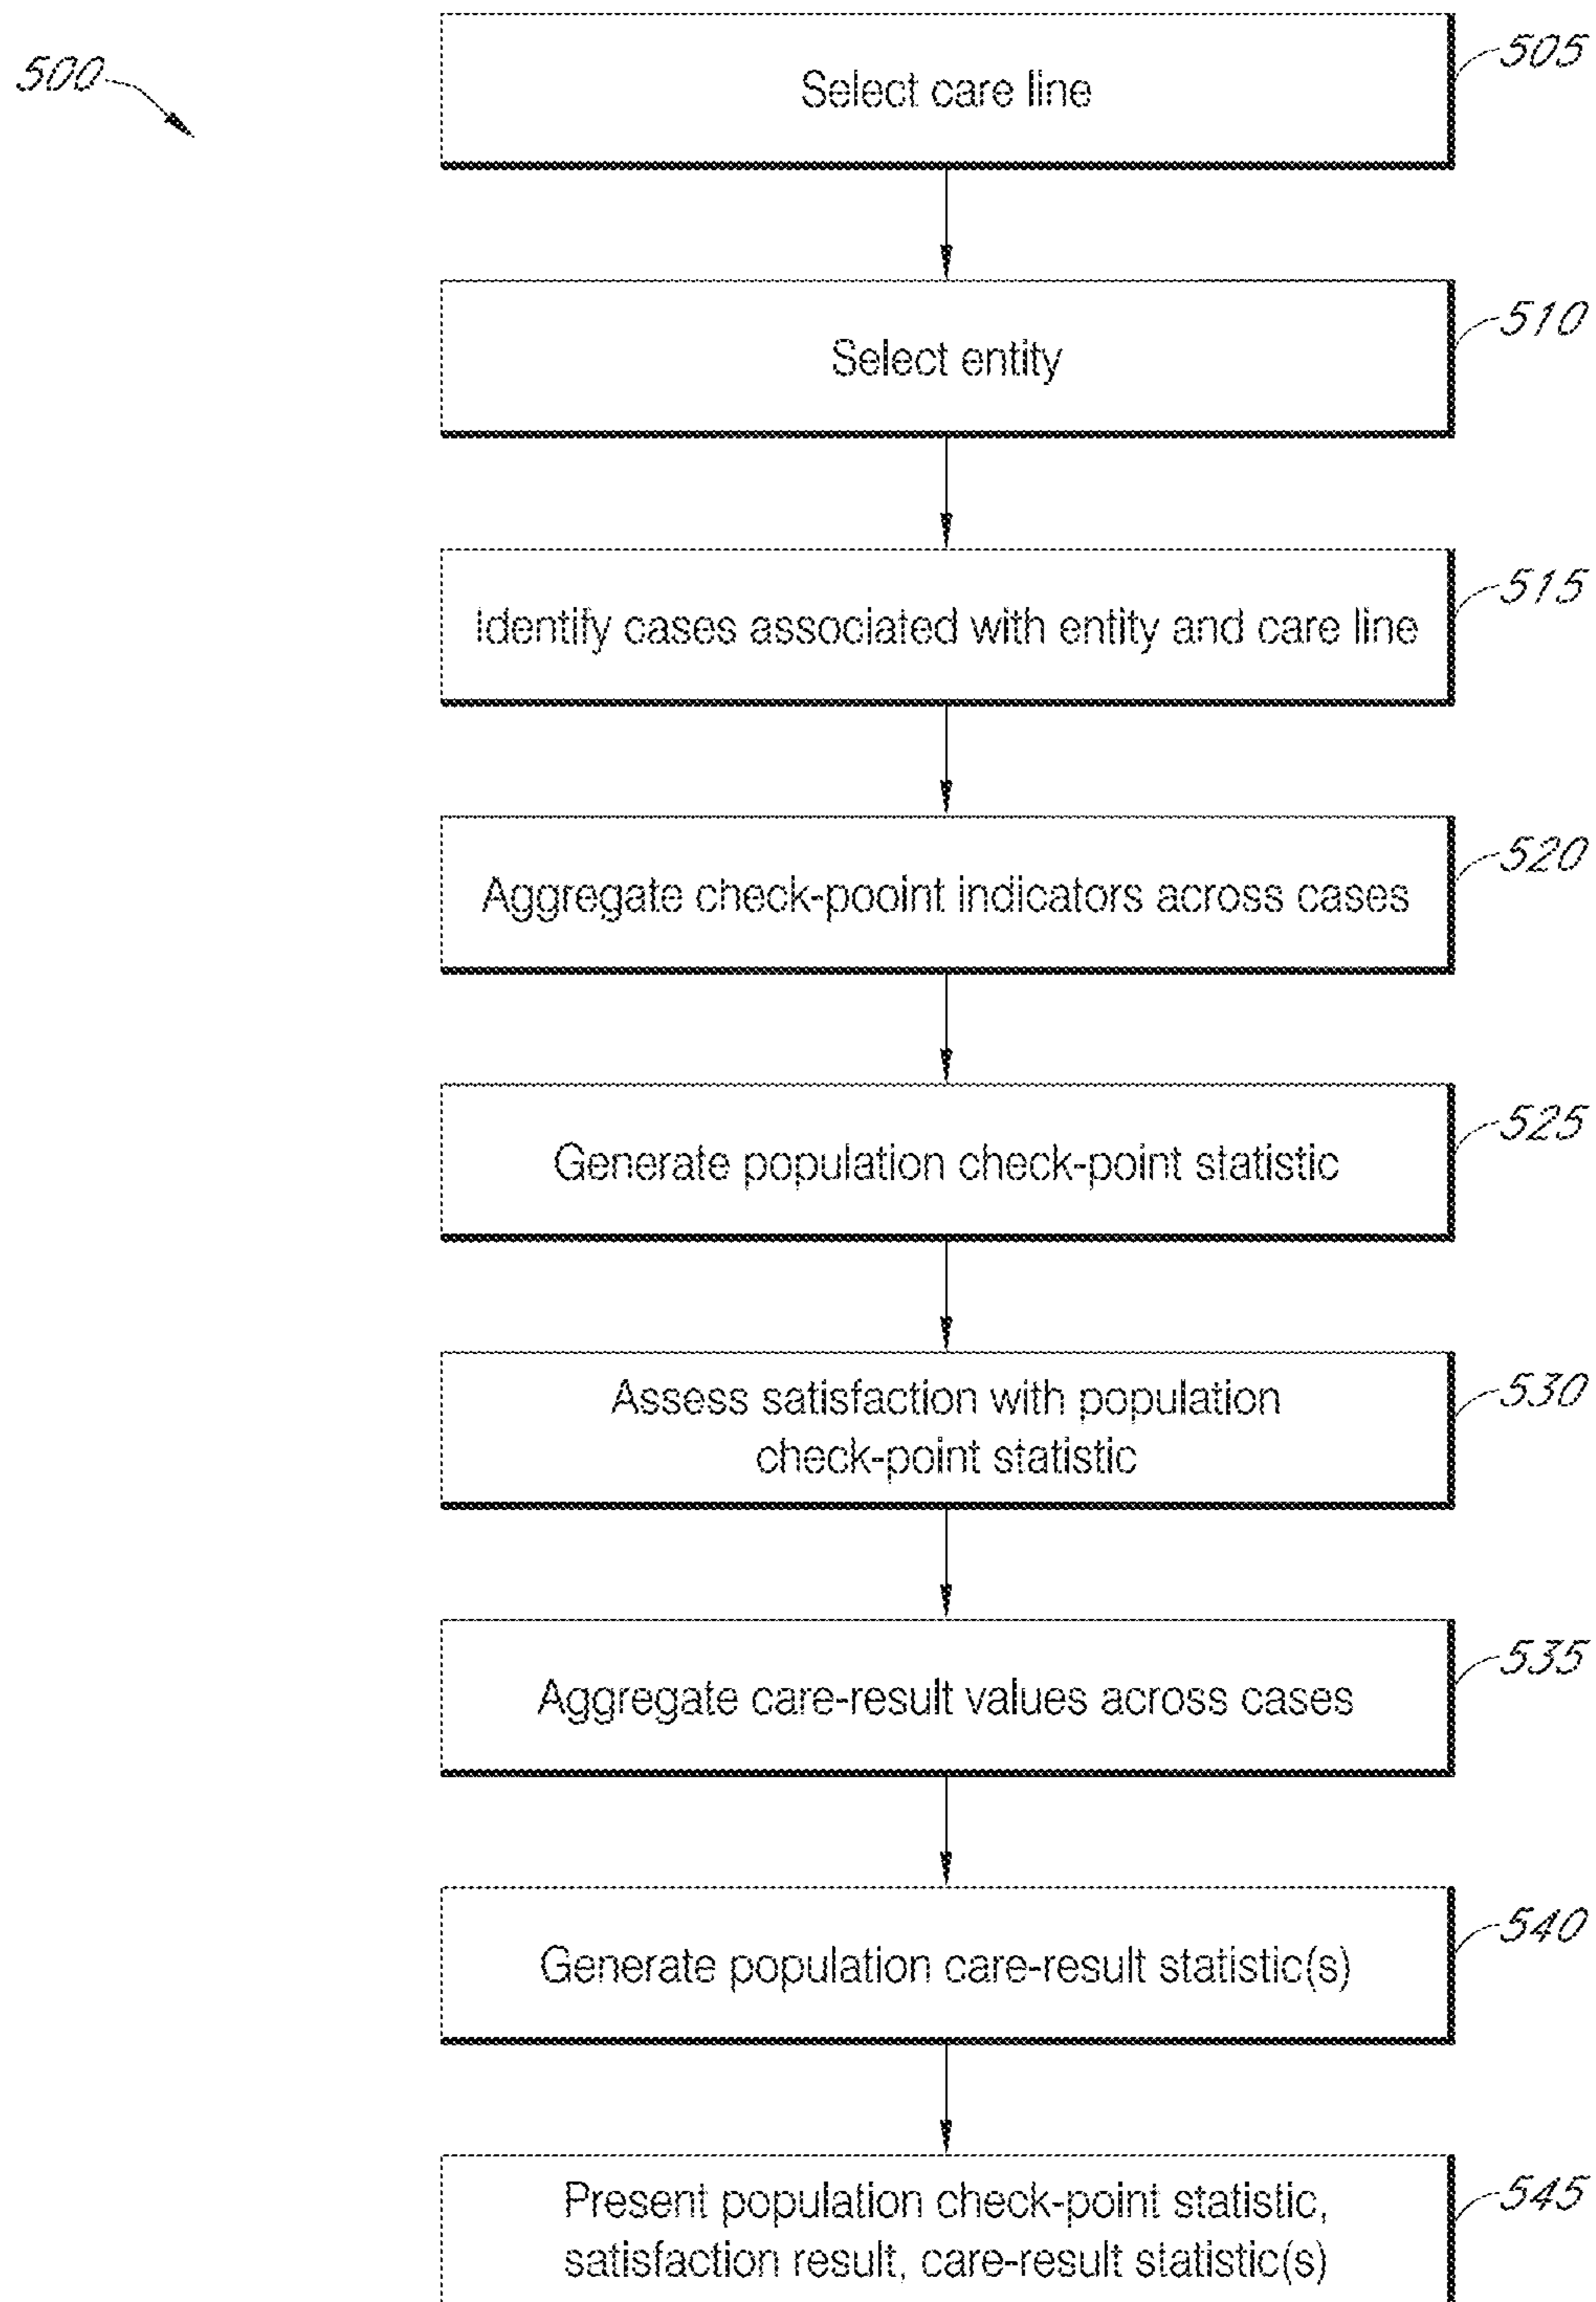 500
Select care line
505
Select entity
510
Identify cases associated with entity and care line
515
Aggregate check-pooint indicators across cases
520
Generate population check-point statistic
525
Assess satisfaction with population
check-point statistic
530
Aggregate care-result values across cases
535
Generate population care-result statistic(s)
540
Present population check-point statistic,
satisfaction result, care-result statistic(s)
545